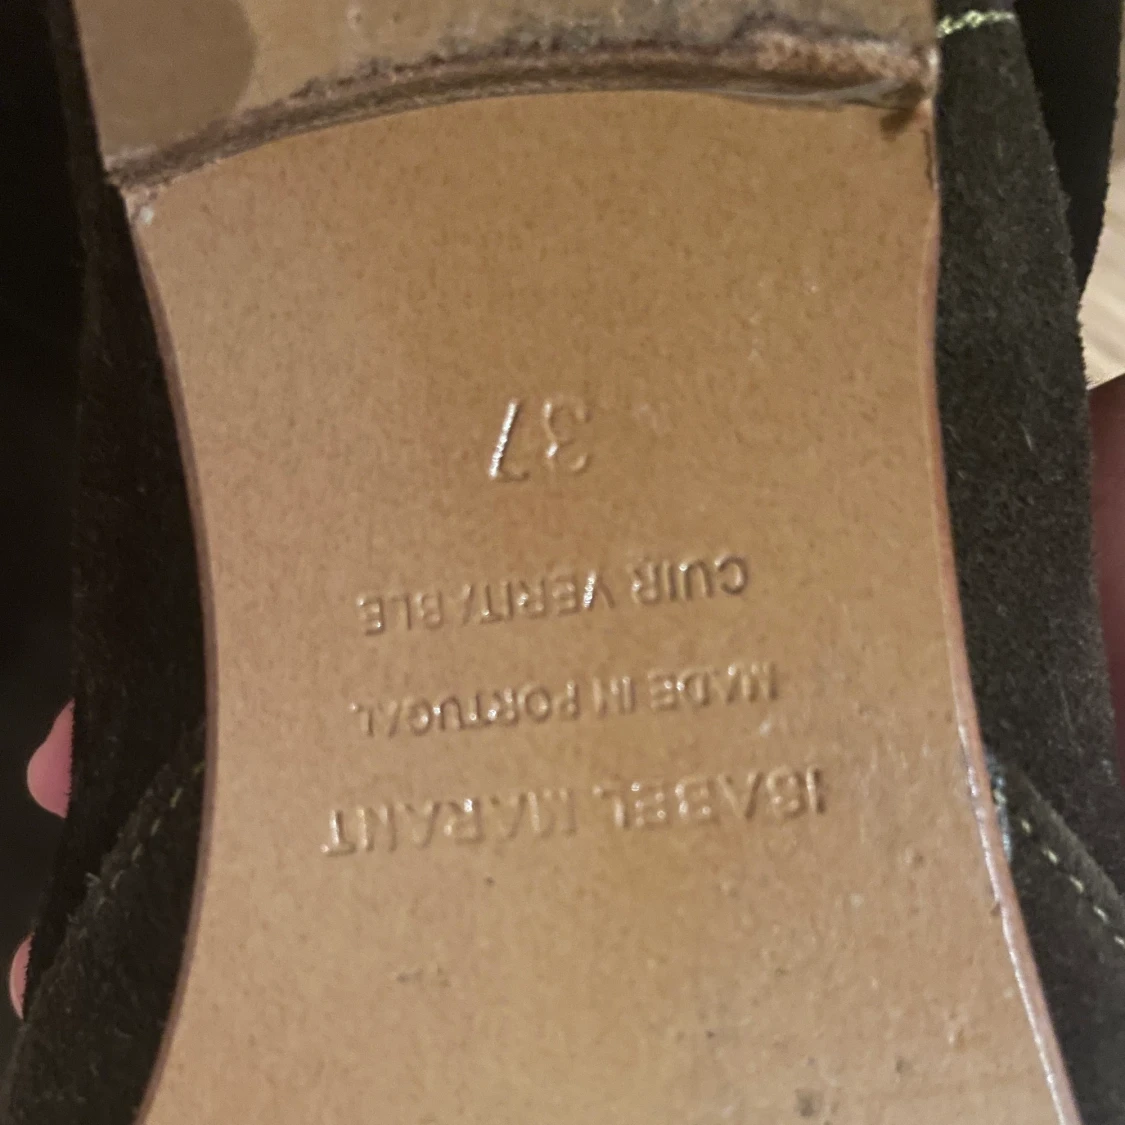 ISABEL MARANT
MADE IN PORTUGAL
CUIR VERITABLE
37